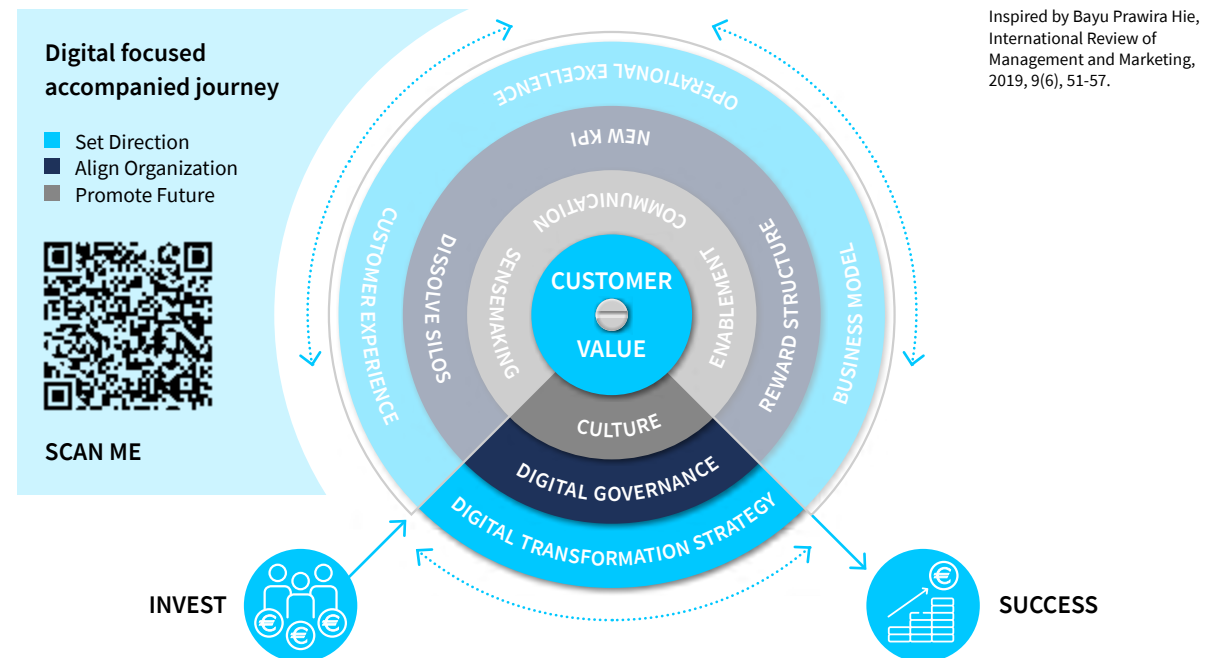 Digital focused
accompanied journey
Set Direction
Align Organization
Promote Future
SCAN ME
Inspired by Bayu Prawira Hie,
International Review of
Management and Marketing,
2019, 9(6), 51-57.
OPERATIONAL EXCELLENCE
NEW KPI
COMMUNICATION
CUSTOMER EXPERIENCE
DISSOLVE SILOS
SENSEMAKING
CUSTOMER
VALUE
ENABLEMENT
REWARD STRUCTURE
BUSINESS MODEL
CULTURE
DIGITAL GOVERNANCE
DIGITAL TRANSFORMATION STRATEGY
INVEST
€ € €
€
SUCCESS